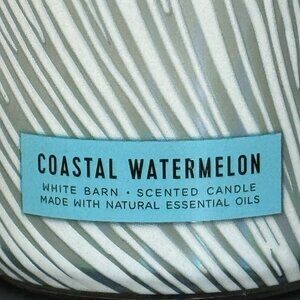 COASTAL WATERMELON
WHITE BARN • SCENTED CANDLE
MADE WITH NATURAL ESSENTIAL OILS